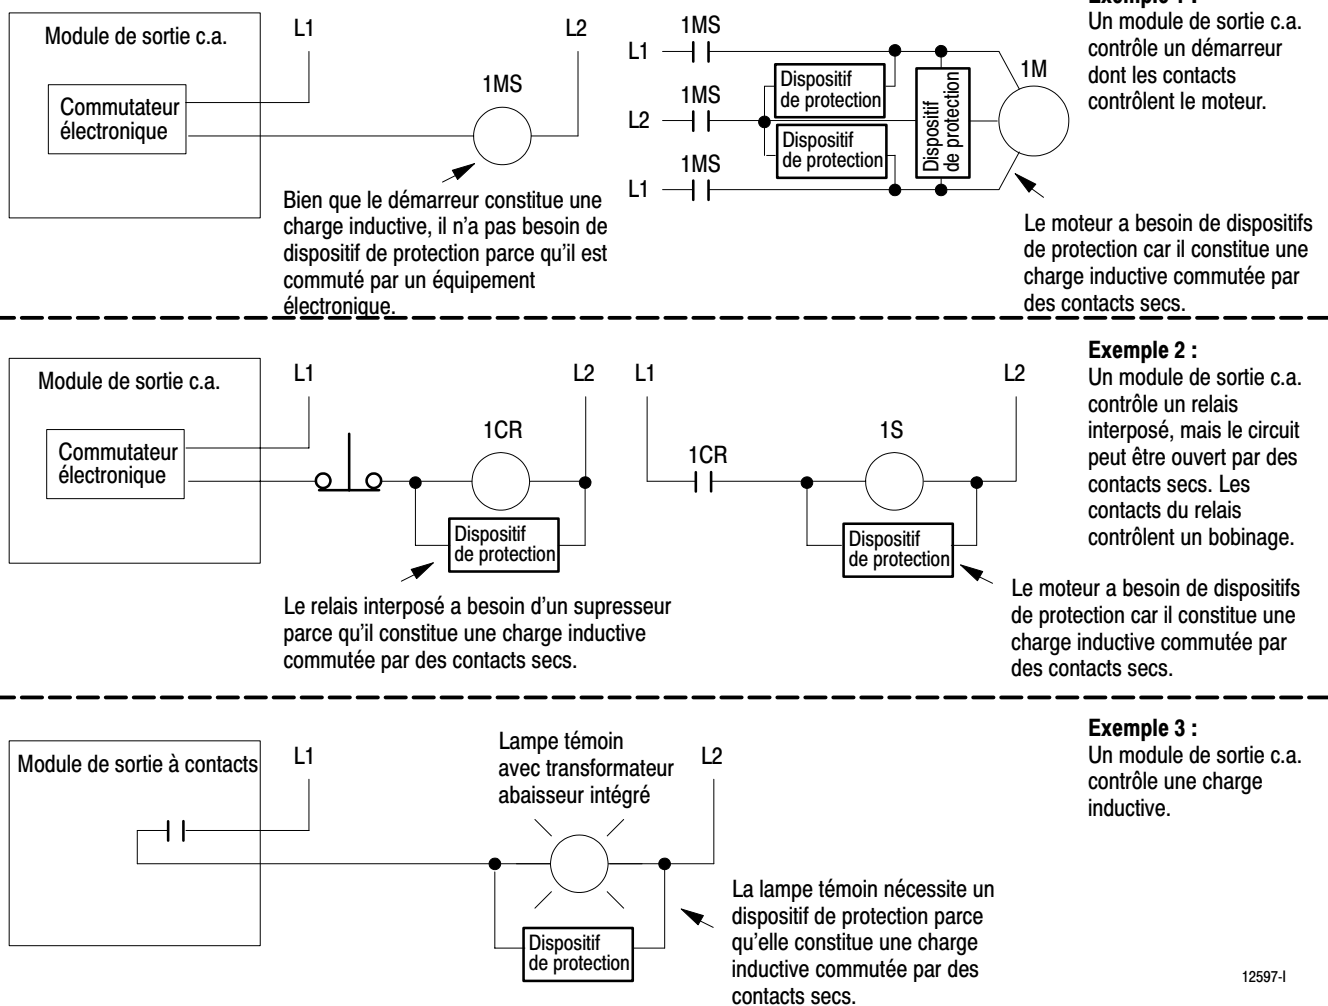 Exemple 1 :
Un module de sortie c.a.
contrôle un démarreur
dont les contacts
contrôlent le moteur.
Module de sortie c.a.
L1
L2
Commutateur
électronique
1MS
Bien que le démarreur constitue une
charge inductive, il n'a pas besoin de
dispositif de protection parce qu'il est
commuté par un équipement
électronique.
1MS
L1
1MS
L2
1MS
L1
Dispositif
de protection
Dispositif
de protection
Dispositif
de protection
1M
Le moteur a besoin de dispositifs
de protection car il constitue une
charge inductive commutée par
des contacts secs.
Exemple 2 :
Un module de sortie c.a.
contrôle un relais
interposé, mais le circuit
peut être ouvert par des
contacts secs. Les
contacts du relais
contrôlent un bobinage.
Module de sortie c.a.
L1
L2
Commutateur
électronique
1CR
Dispositif
de protection
Le relais interposé a besoin d'un supresseur
parce qu'il constitue une charge inductive
commutée par des contacts secs.
L1
L2
1CR
1S
Dispositif
de protection
Le moteur a besoin de dispositifs
de protection car il constitue une
charge inductive commutée par
des contacts secs.
Exemple 3 :
Un module de sortie c.a.
contrôle une charge
inductive.
Module de sortie à contacts
L1
Lampe témoin
avec transformateur
abaisseur intégré
L2
Dispositif
de protection
La lampe témoin nécessite un
dispositif de protection parce
qu'elle constitue une charge
inductive commutée par des
contacts secs.
12597-I